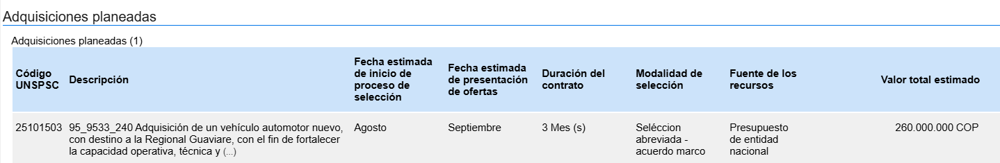 Adquisiciones planeadas
Adquisiciones planeadas (1)
Código UNSPSC
Descripción
Fecha estimada de inicio de proceso de selección
Fecha estimada de presentación de ofertas
Duración del contrato
Modalidad de selección
Fuente de los recursos
Valor total estimado
25101503
95_9533_240 Adquisición de un vehículo automotor nuevo,
con destino a la Regional Guaviare, con el fin de fortalecer
la capacidad operativa, técnica y (...)
Agosto
Septiembre
3 Mes (s)
Seléccion
abreviada -
acuerdo marco
Presupuesto
de entidad
nacional
260.000.000 COP